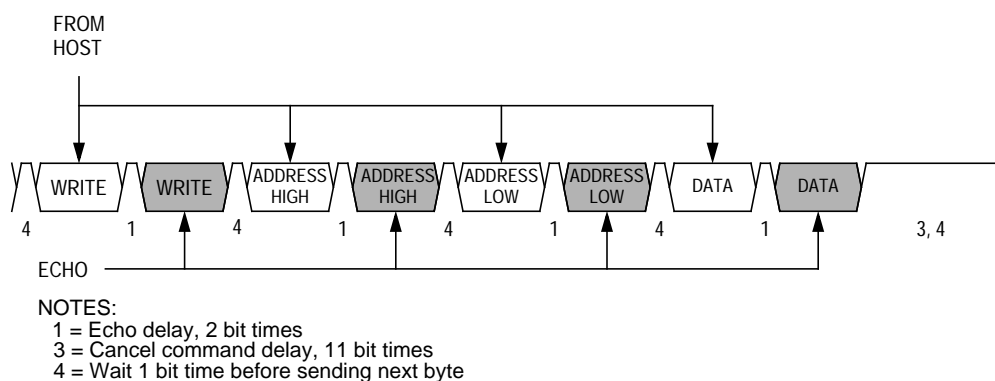 FROM
HOST
WRITE
WRITE
ADDRESS
HIGH
ADDRESS
HIGH
ADDRESS
LOW
ADDRESS
LOW
DATA
DATA
4
1
4
1
4
1
4
1
3, 4
ECHO
NOTES:
1 = Echo delay, 2 bit times
3 = Cancel command delay, 11 bit times
4 = Wait 1 bit time before sending next byte